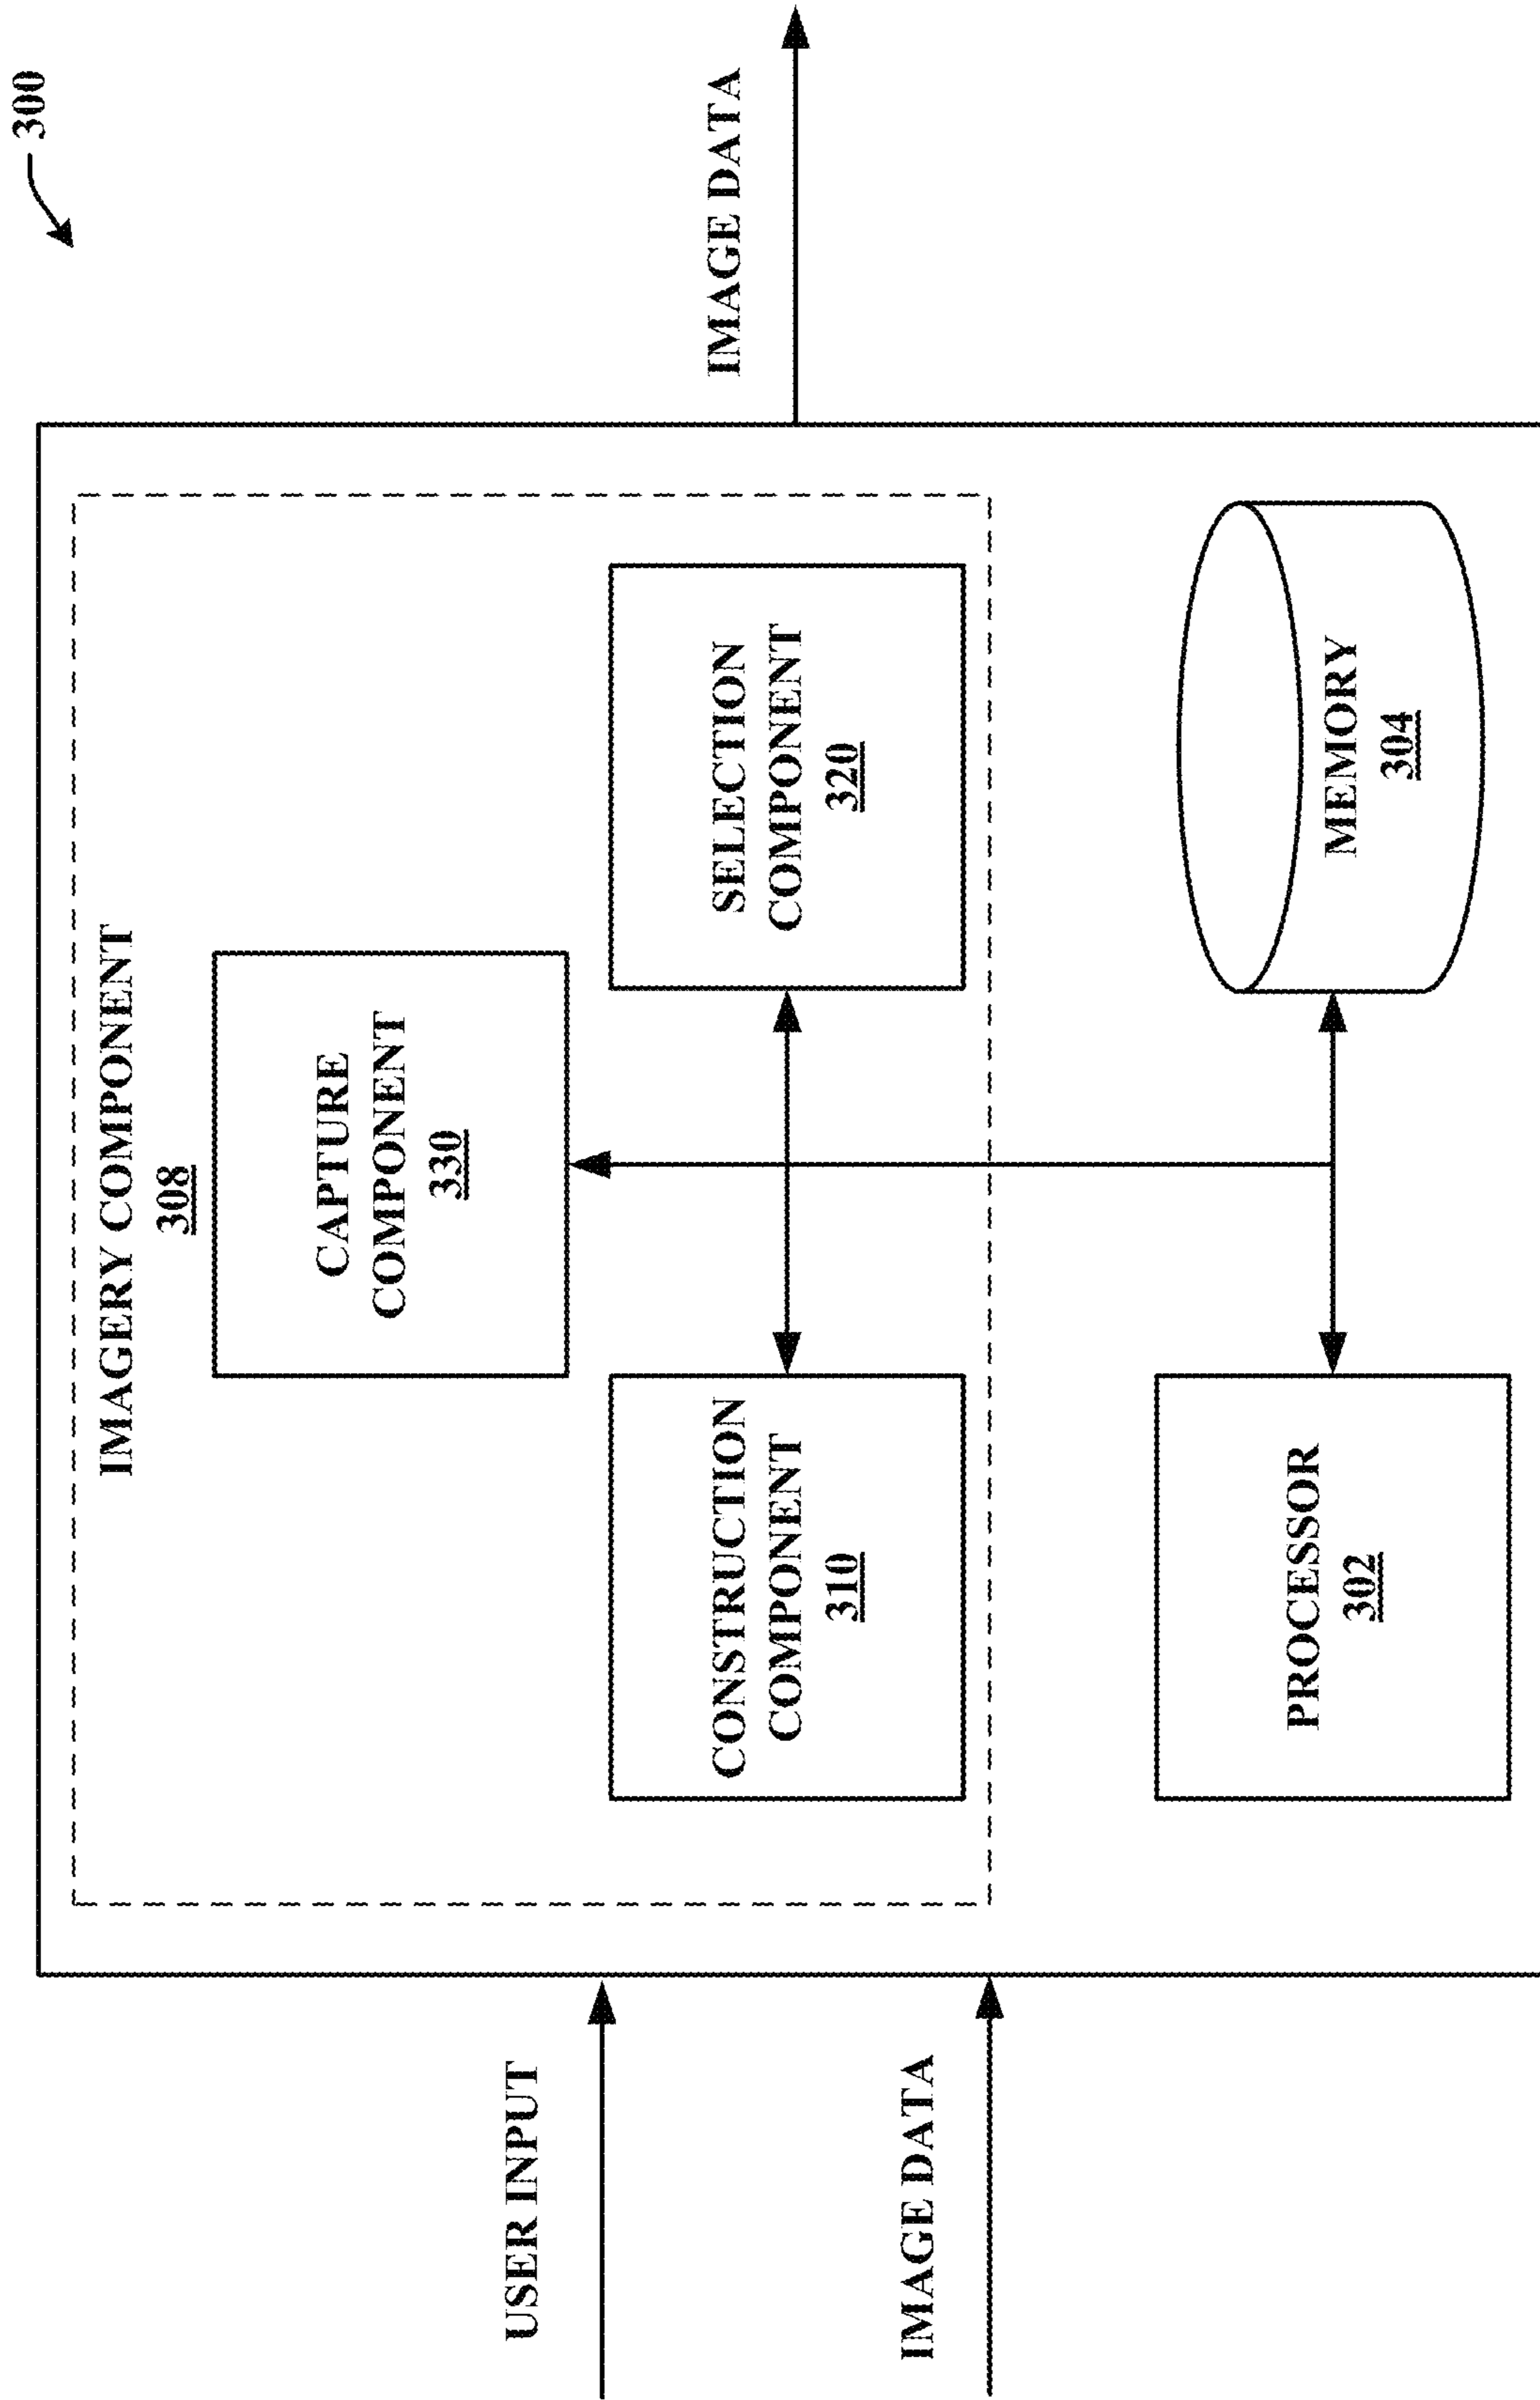 300
IMAGERY COMPONENT
308
CAPTURE
COMPONENT
330
USER INPUT
IMAGE DATA
CONSTRUCTION
COMPONENT
310
SELECTION
COMPONENT
320
IMAGE DATA
PROCESSOR
302
MEMORY
304